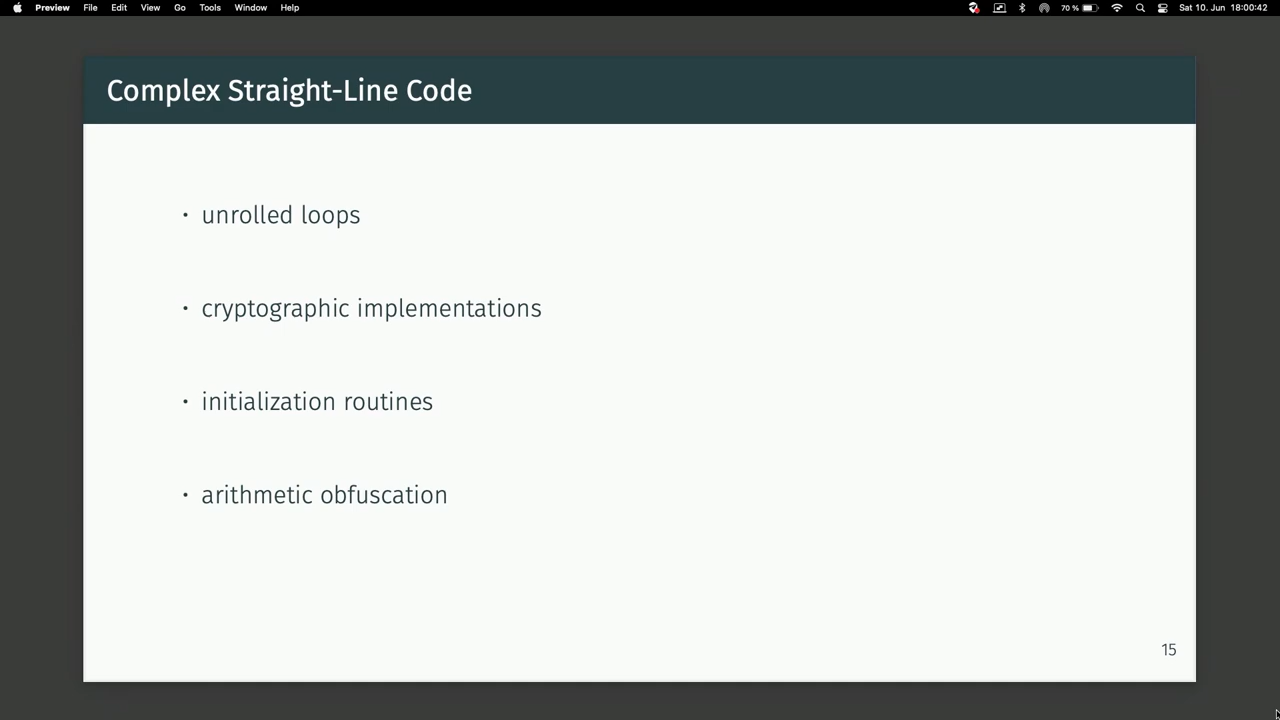 Preview File Edit View Go Tools Window Help 70 % Sat 10. Jun 18:00:42
Complex Straight-Line Code
• unrolled loops
• cryptographic implementations
• initialization routines
• arithmetic obfuscation
15